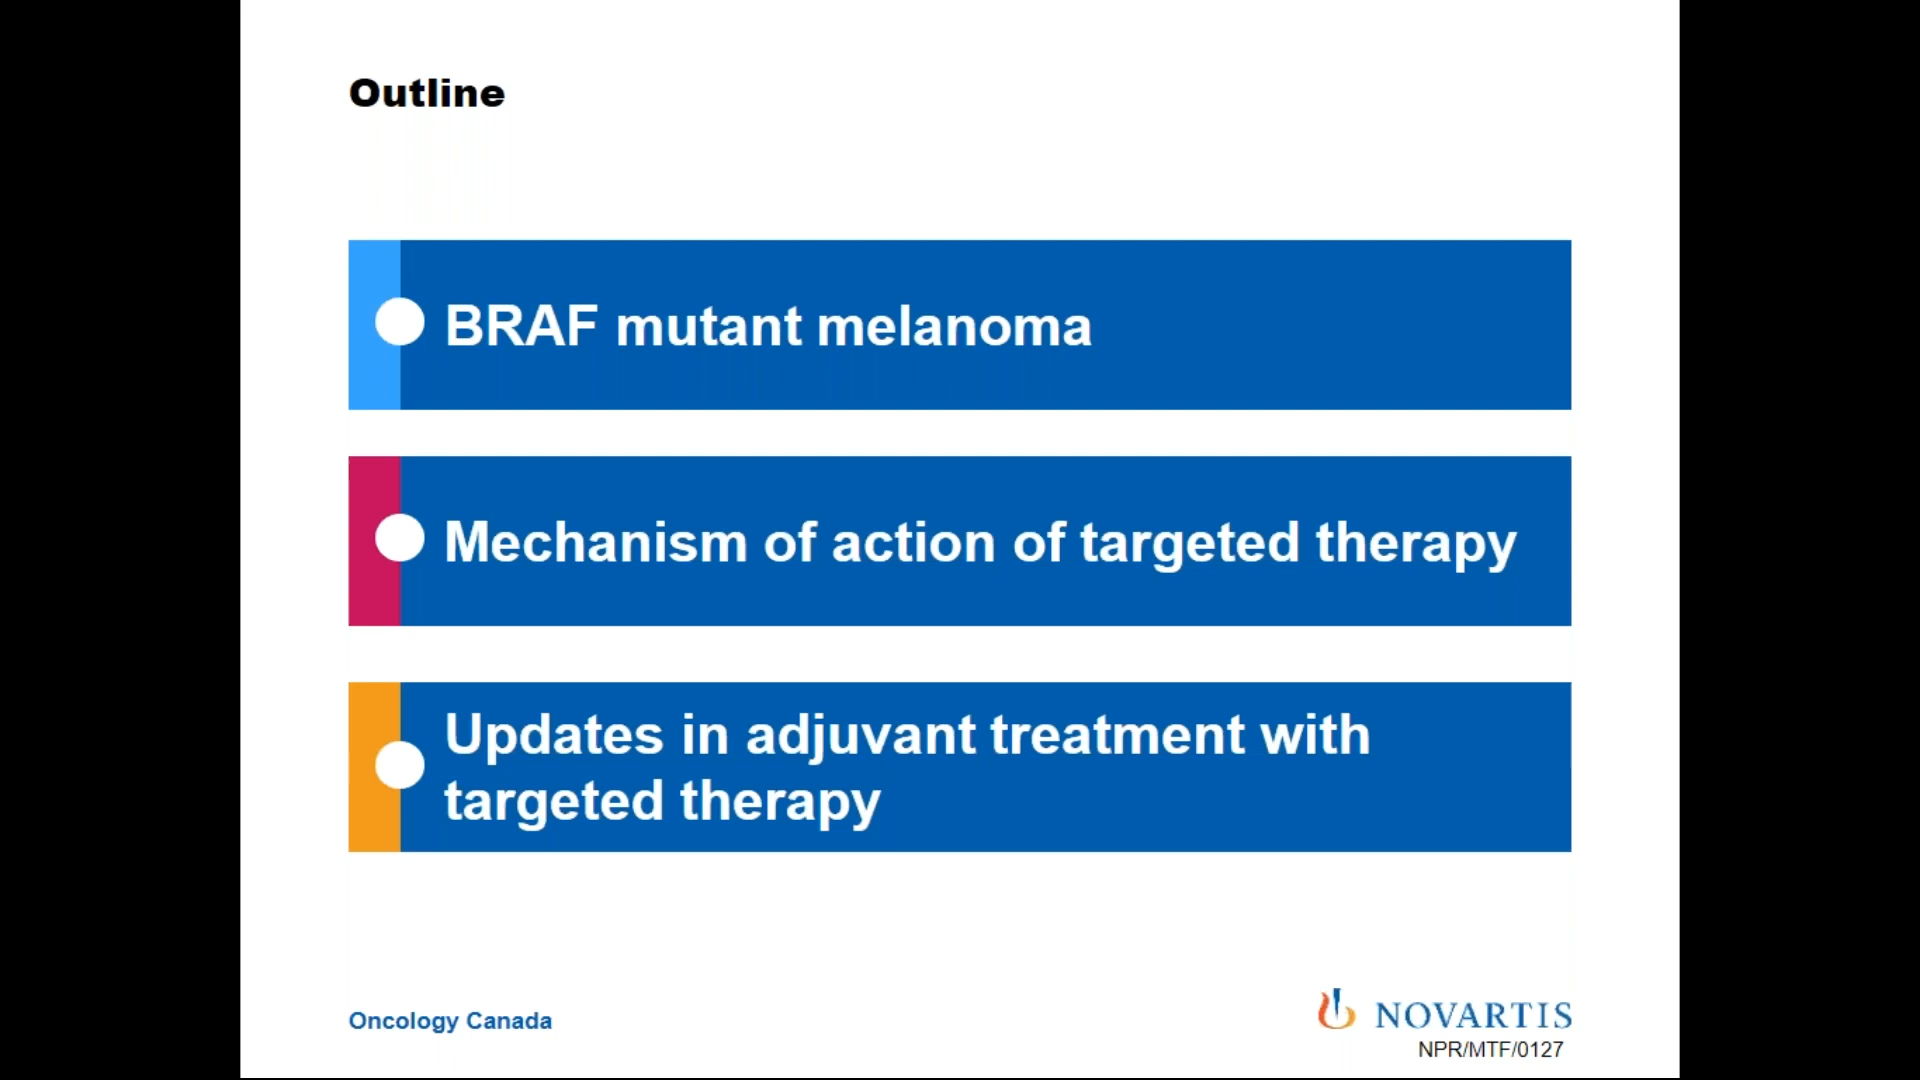 Outline
BRAF mutant melanoma
Mechanism of action of targeted therapy
Updates in adjuvant treatment with
targeted therapy
Oncology Canada
NOVARTIS
NPR/MTF/0127